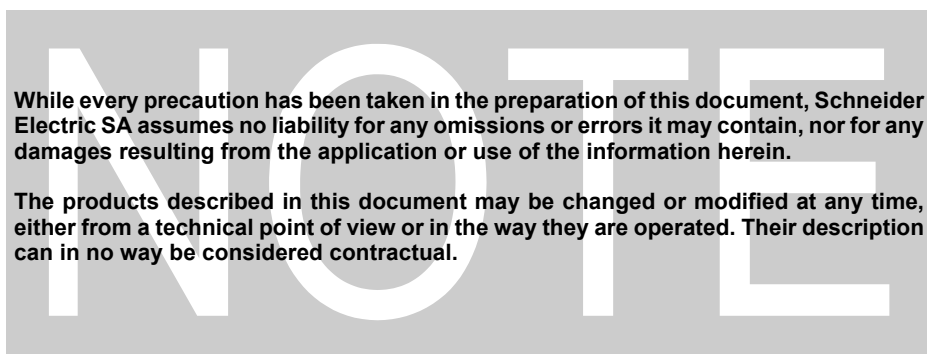 NOTE
While every precaution has been taken in the preparation of this document, Schneider
Electric SA assumes no liability for any omissions or errors it may contain, nor for any
damages resulting from the application or use of the information herein.
The products described in this document may be changed or modified at any time,
either from a technical point of view or in the way they are operated. Their description
can in no way be considered contractual.